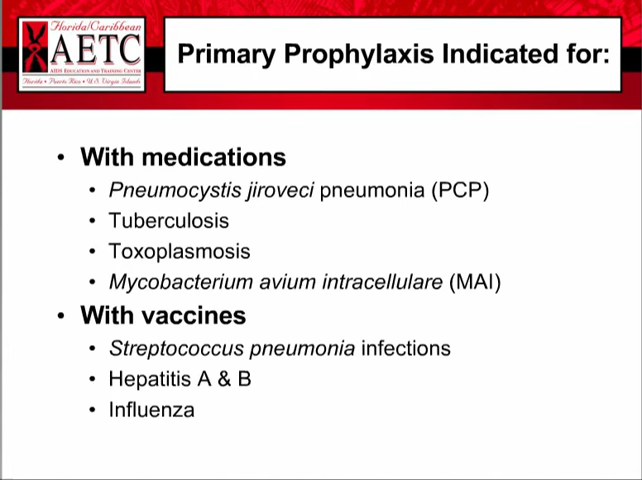 Florida/Caribbean
AETC
AIDS EDUCATION AND TRAINING CENTER
Florida • Puerto Rico • U.S. Virgin Islands
Primary Prophylaxis Indicated for:
• With medications
• Pneumocystis jiroveci pneumonia (PCP)
• Tuberculosis
• Toxoplasmosis
• Mycobacterium avium intracellulare (MAI)
• With vaccines
• Streptococcus pneumonia infections
• Hepatitis A & B
• Influenza